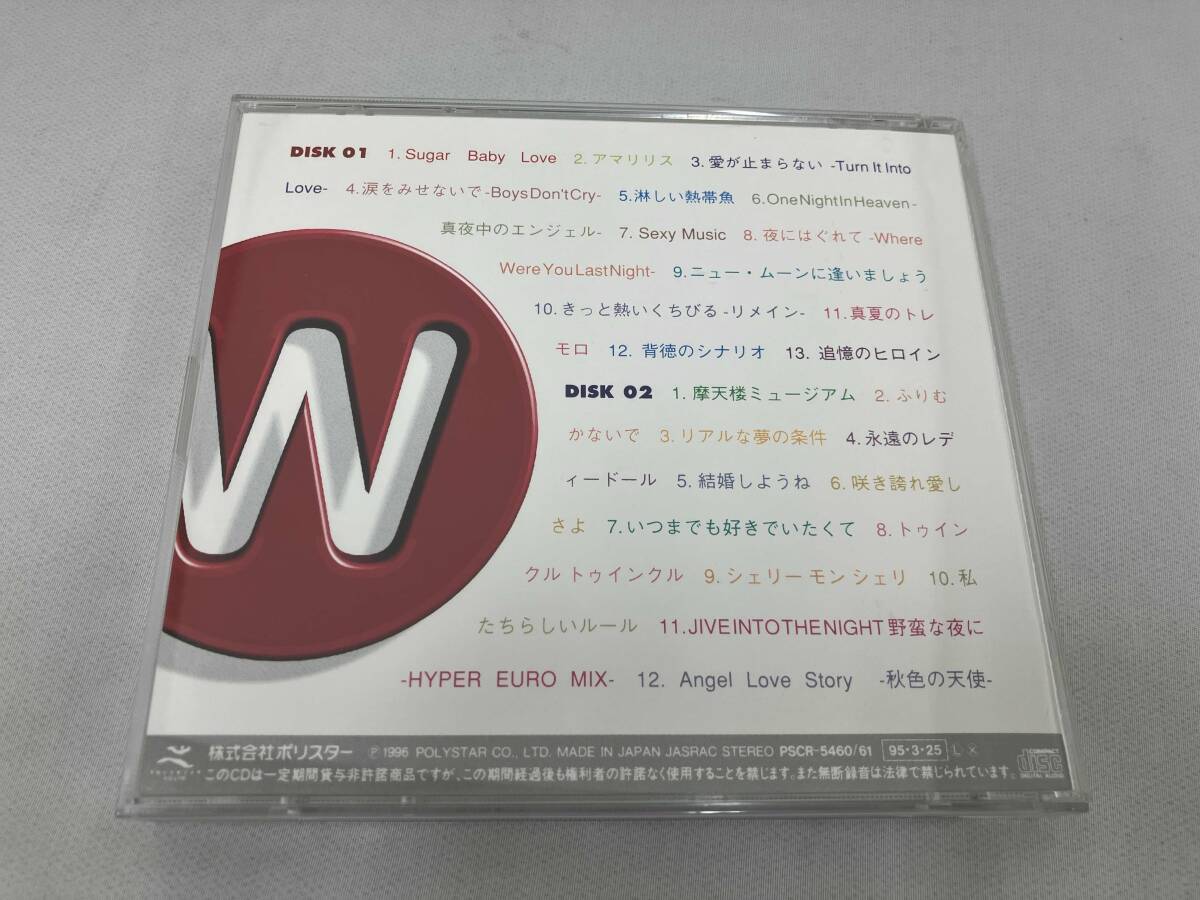 DISK 01 1. Sugar Baby Love 2. アマリリス 3. 愛が止まらない -Turn It Into
Love- 4. 涙をみせないで -Boys Don't Cry- 5. 淋しい熱帯魚 6. One Night In Heaven -
真夜中のエンジェル- 7. Sexy Music 8. 夜にはぐれて -Where
Were You Last Night- 9. ニュー・ムーンに逢いましょう
10. きっと熱いくちびる -リメイン- 11. 真夏のトレ
モロ 12. 背徳のシナリオ 13. 追憶のヒロイン
DISK 02 1. 摩天楼ミュージアム 2. ふりむ
かないで 3. リアルな夢の条件 4. 永遠のレデ
ィードール 5. 結婚しようね 6. 咲き誇れ愛し
さよ 7. いつまでも好きでいたくて 8. トゥイン
クル トゥインクル 9. シェリー モン シェリ 10. 私
たちらしいルール 11. JIVE INTO THE NIGHT 野蛮な夜に
-HYPER EURO MIX- 12. Angel Love Story -秋色の天使-
W
株式会社ポリスター ℗ 1996 POLYSTAR CO., LTD. MADE IN JAPAN JASRAC STEREO PSCR-5460/61 95・3・25 L X
このCDは一定期間貸与非許諾商品ですが、この期間経過後も権利者の許諾なく使用することを禁じます。また無断録音は法律で禁じられています。
COMPACT
disc
DIGITAL AUDIO